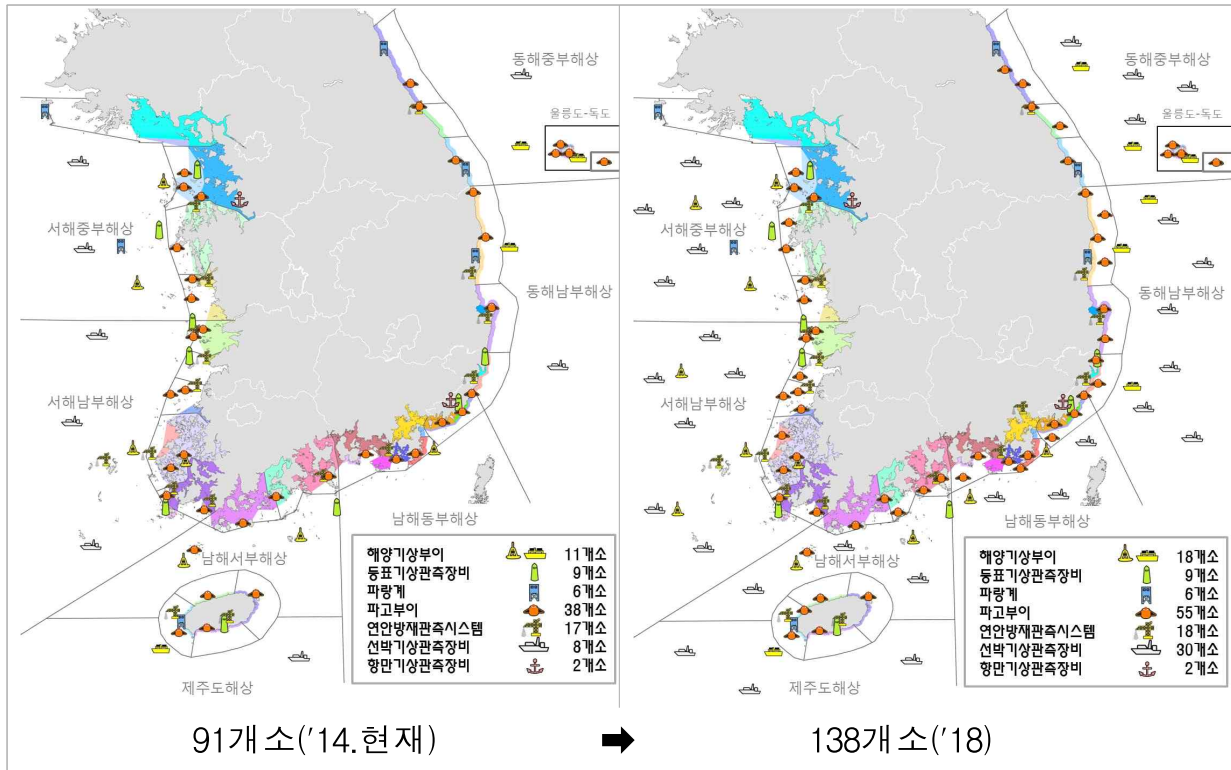 동해중부해상
울릉도-독도
서해중부해상
동해남부해상
서해남부해상
남해동부해상
남해서부해상
제주도해상
해양기상부이 11개소
등표기상관측장비 9개소
파랑계 6개소
파고부이 38개소
연안방재관측시스템 17개소
선박기상관측장비 8개소
항만기상관측장비 2개소
동해중부해상
울릉도-독도
서해중부해상
동해남부해상
서해남부해상
남해동부해상
남해서부해상
제주도해상
해양기상부이 18개소
등표기상관측장비 9개소
파랑계 6개소
파고부이 55개소
연안방재관측시스템 18개소
선박기상관측장비 30개소
항만기상관측장비 2개소
91개소('14.현재) ➡ 138개소('18)